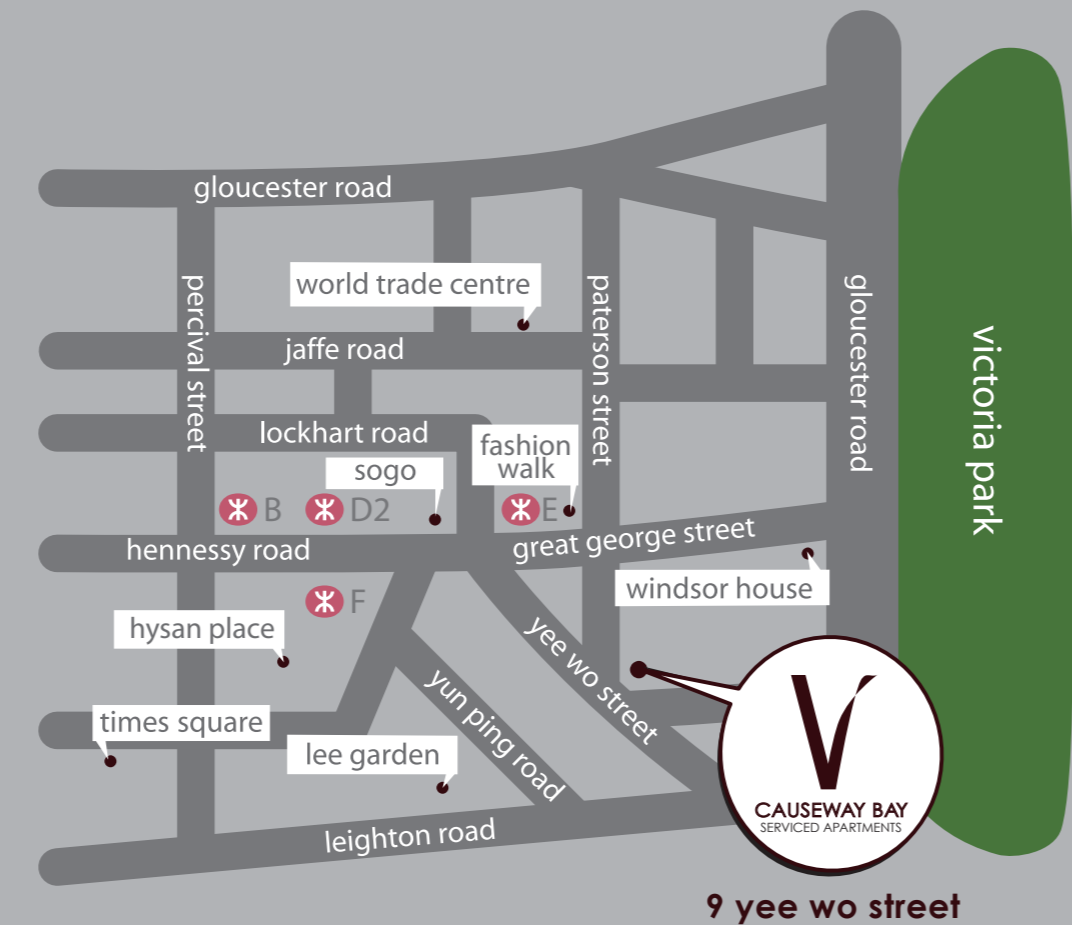 gloucester road
world trade centre
percival street
paterson street
gloucester road
victoria park
jaffe road
lockhart road
fashion
walk
sogo
B
D2
E
hennessy road
great george street
windsor house
F
hysan place
yee wo street
yun ping road
times square
lee garden
leighton road
V
CAUSEWAY BAY
SERVICED APARTMENTS
9 yee wo street